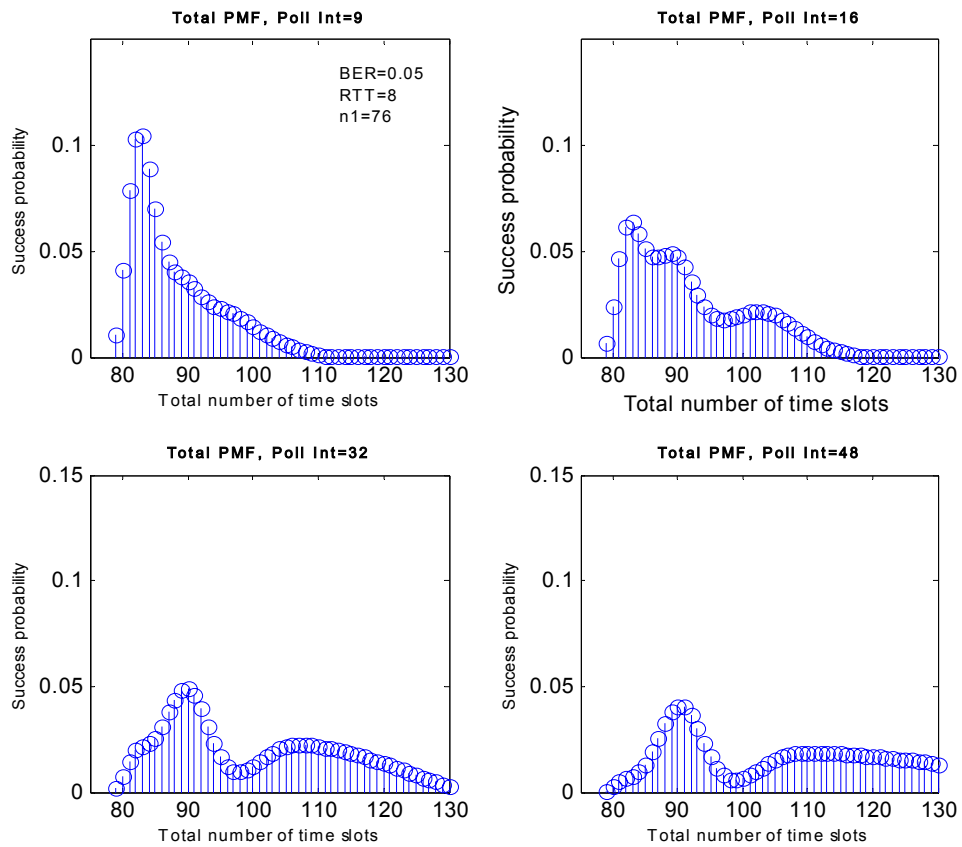 Total PMF, Poll Int=9
BER=0.05
RTT=8
n1=76
Success probability
0.1
0.05
0
80 90 100 110 120 130
Total number of time slots
Total PMF, Poll Int=16
Success probability
0.1
0.05
0
80 90 100 110 120 130
Total number of time slots
Total PMF, Poll Int=32
Success probability
0.15
0.1
0.05
0
80 90 100 110 120 130
Total number of time slots
Total PMF, Poll Int=48
Success probability
0.15
0.1
0.05
0
80 90 100 110 120 130
Total number of time slots